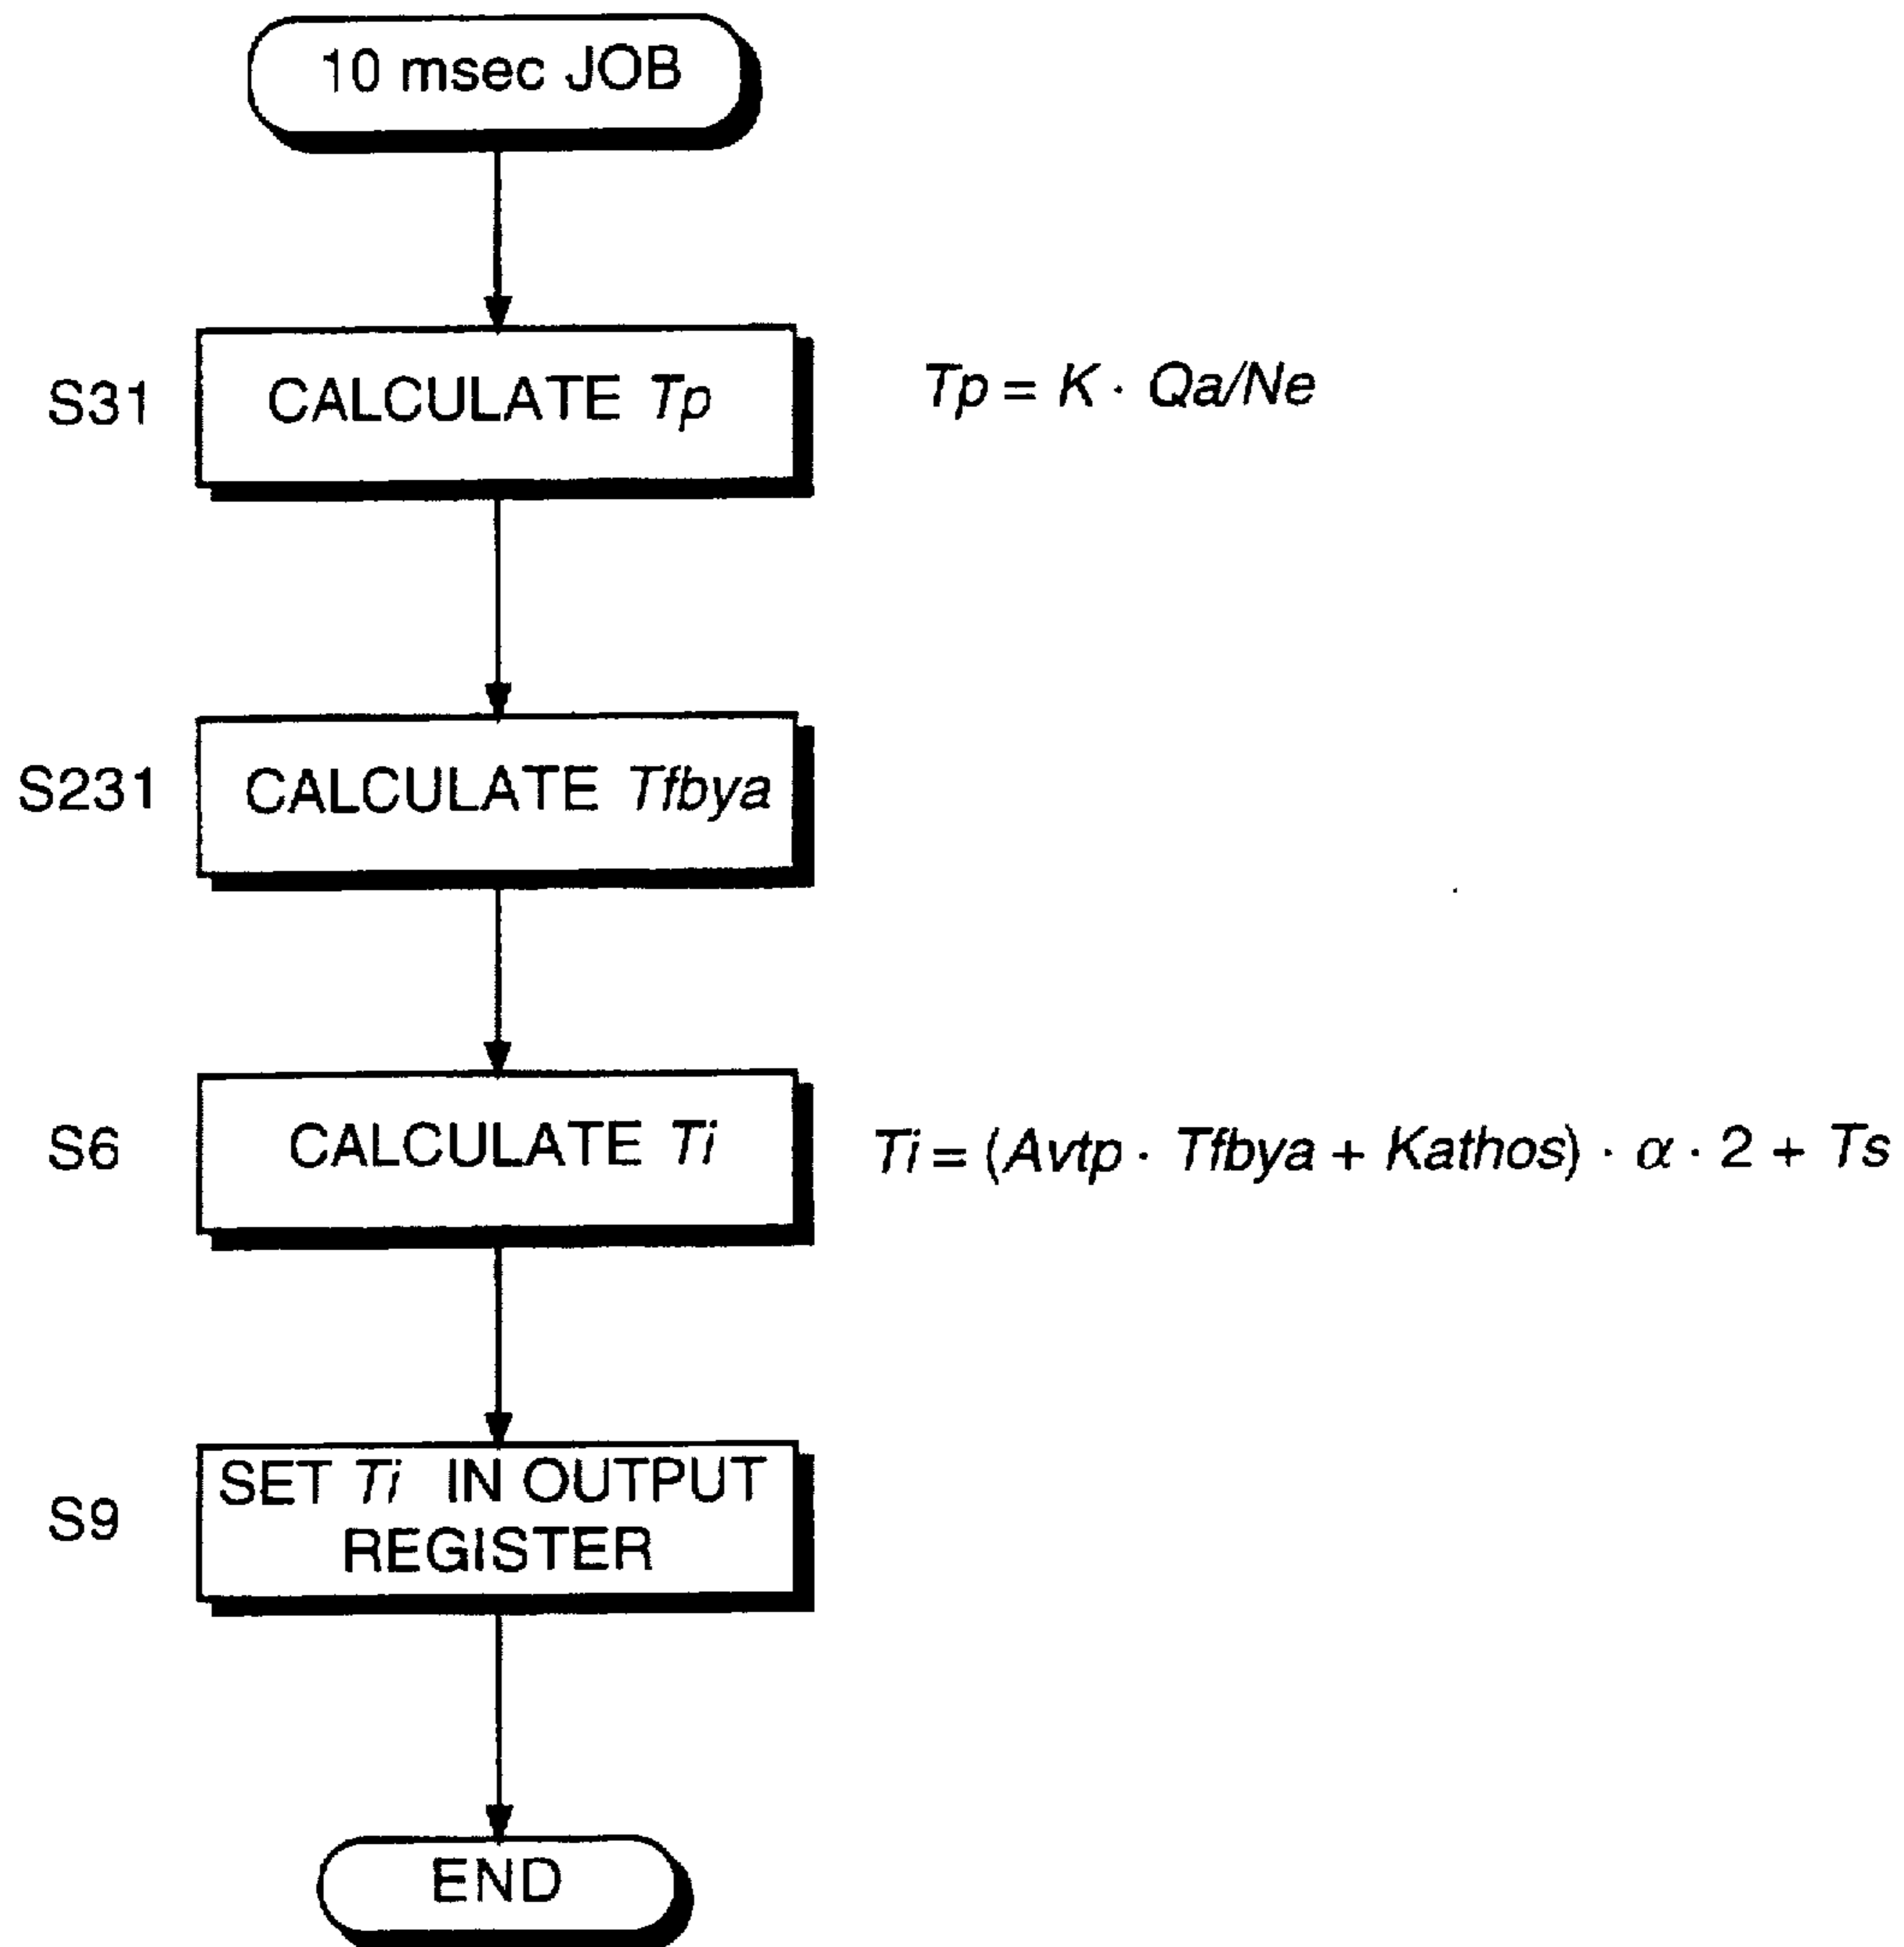 10 msec JOB
S31
CALCULATE Tp
Tp = K · Qa/Ne
S231
CALCULATE Tfbya
S6
CALCULATE Ti
Ti = (Avtp · Tfbya + Kathos) · α · 2 + Ts
S9
SET Ti IN OUTPUT
REGISTER
END